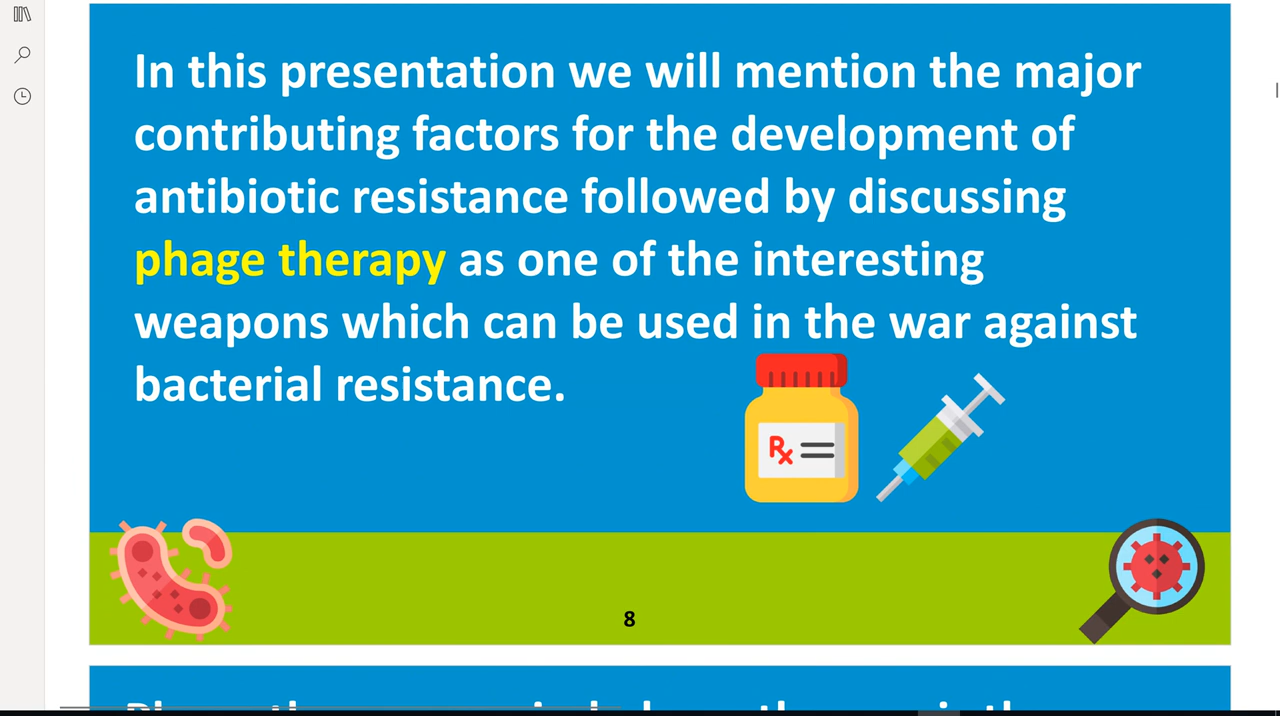 In this presentation we will mention the major
contributing factors for the development of
antibiotic resistance followed by discussing
phage therapy as one of the interesting
weapons which can be used in the war against
bacterial resistance.
Rx
8